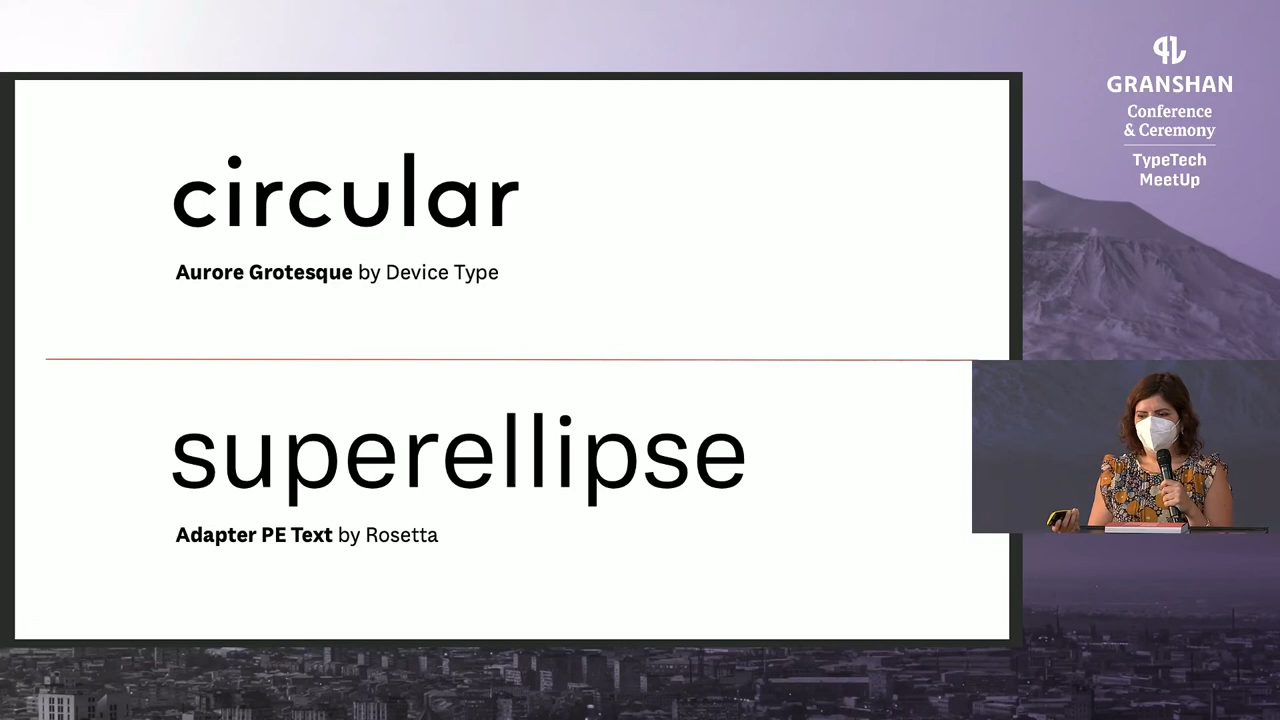 circular
Aurore Grotesque by Device Type
superellipse
Adapter PE Text by Rosetta
GRANSHAN
Conference
& Ceremony
TypeTech
MeetUp